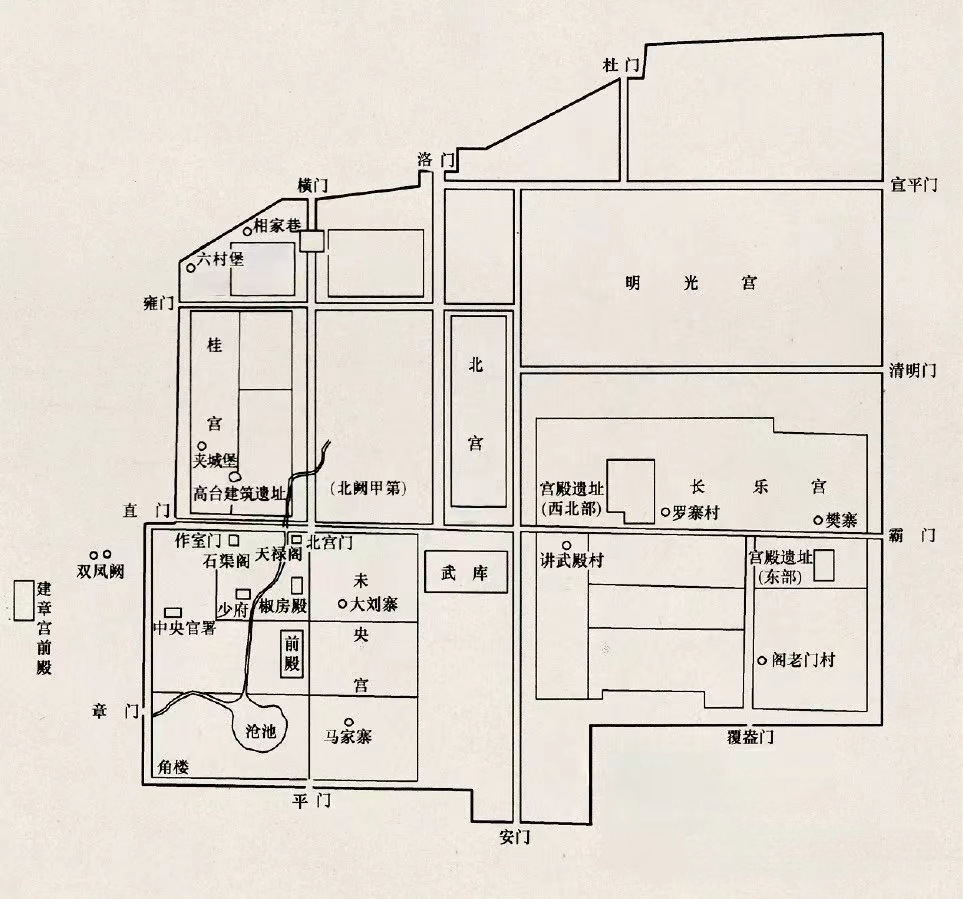 杜门
洛门
横门
宣平门
相家巷
六村堡
雍门
明光宫
桂宫
北宫
清明门
夹城堡
高台建筑遗址
(北阙甲第)
宫殿遗址
(西北部)
长乐宫
罗寨村
樊寨
直门
霸门
作室门
石渠阁
天禄阁
北宫门
双凤阙
建章宫前殿
武库
讲武殿村
宫殿遗址
(东部)
未央宫
大刘寨
少府
椒房殿
中央官署
前殿
阁老门村
章门
沧池
马家寨
覆盎门
角楼
平门
安门